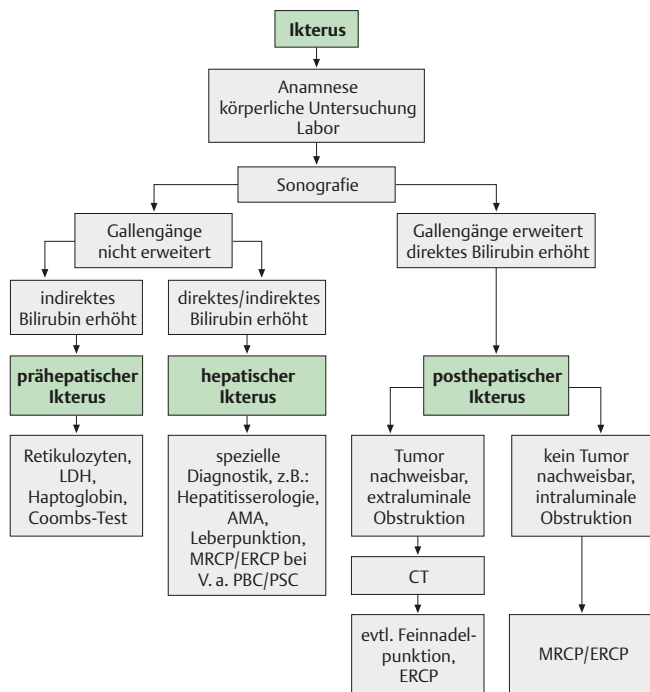 Ikterus
Anamnese
körperliche Untersuchung
Labor
Sonografie
Gallengänge
nicht erweitert
Gallengänge erweitert
direktes Bilirubin erhöht
indirektes
Bilirubin erhöht
direktes/indirektes
Bilirubin erhöht
prähepatischer
Ikterus
hepatischer
Ikterus
posthepatischer
Ikterus
Retikulozyten,
LDH,
Haptoglobin,
Coombs-Test
spezielle
Diagnostik, z.B.:
Hepatitisserologie,
AMA,
Leberpunktion,
MRCP/ERCP bei
V. a. PBC/PSC
Tumor
nachweisbar,
extraluminale
Obstruktion
kein Tumor
nachweisbar,
intraluminale
Obstruktion
CT
evtl. Feinnadel-
punktion,
ERCP
MRCP/ERCP